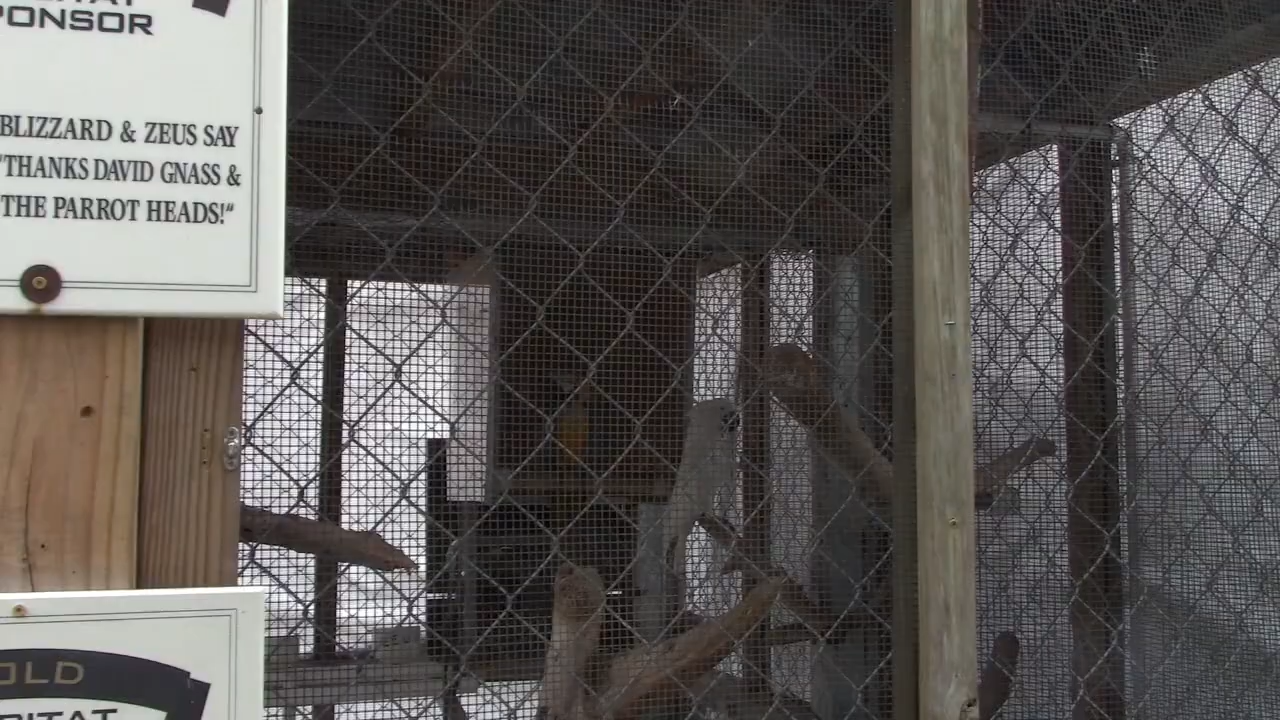 PONSOR
BLIZZARD & ZEUS SAY
"THANKS DAVID GNASS &
THE PARROT HEADS!"
OLD